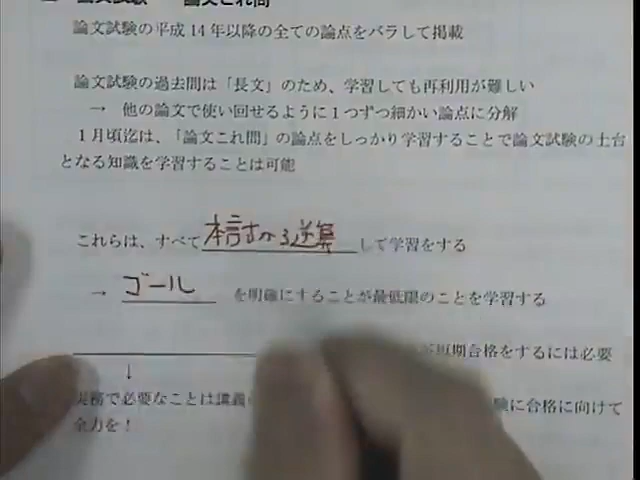 論文これ問
論文試験の平成14年以降の全ての論点をバラして掲載
論文試験の過去問は「長文」のため、学習しても再利用が難しい
→ 他の論文で使い回せるように1つずつ細かい論点に分解
1月頃迄は、「論文これ問」の論点をしっかり学習することで論文試験の土台
となる知識を学習することは可能
これらは、すべて本試から逆算して学習をする
→ ゴール を明確にすることが最低限のことを学習する
短期合格をするには必要
↓
実務で必要なことは講義 験に合格に向けて
全力を!